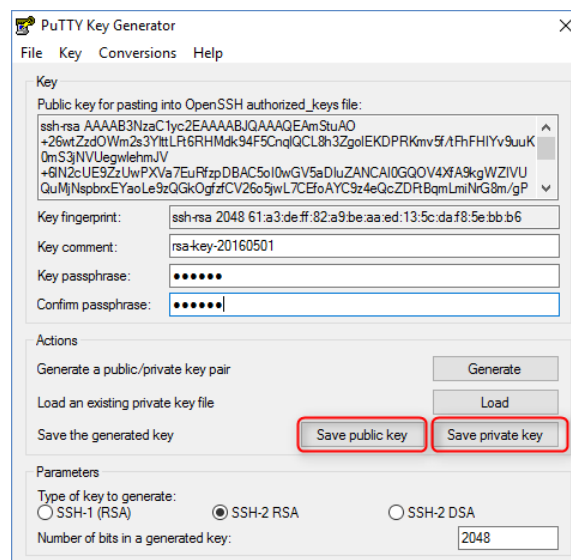 PuTTY Key Generator
File Key Conversions Help
Key
Public key for pasting into OpenSSH authorized_keys file:
ssh-rsa AAAAB3NzaC1yc2EAAAABJQAAAQEAmStuAO
+26wtZzdOWm2s3YIttLRt6RHMdk94F5CnqlQCL8h3ZgolEKDPRKmv5f/tFhFHIYv9uuK
0mS3jNVUegwlehmJV
+6IN2cUE9ZzUwPXVa7EuRfzpDBAC5ol0wGV5aDluZANCAI0GQOV4XfA9kgWZlVU
QuMjNspbrxEYaoLe9zQGkOgfzfCV26o5jwL7CEfoAYC9z4eQcZDFtBqmLmiNrG8m/gP
Key fingerprint: ssh-rsa 2048 61:a3:de:ff:82:a9:be:aa:ed:13:5c:da:f8:5e:bb:b6
Key comment: rsa-key-20160501
Key passphrase: ●●●●●●
Confirm passphrase: ●●●●●●
Actions
Generate a public/private key pair Generate
Load an existing private key file Load
Save the generated key Save public key Save private key
Parameters
Type of key to generate:
SSH-1 (RSA) SSH-2 RSA SSH-2 DSA
Number of bits in a generated key: 2048